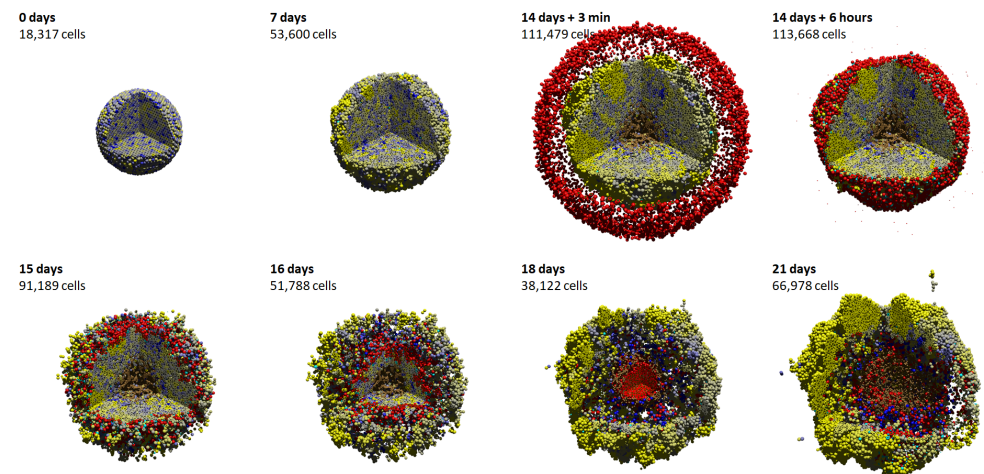 0 days
18,317 cells
7 days
53,600 cells
14 days + 3 min
111,479 cells
14 days + 6 hours
113,668 cells
15 days
91,189 cells
16 days
51,788 cells
18 days
38,122 cells
21 days
66,978 cells